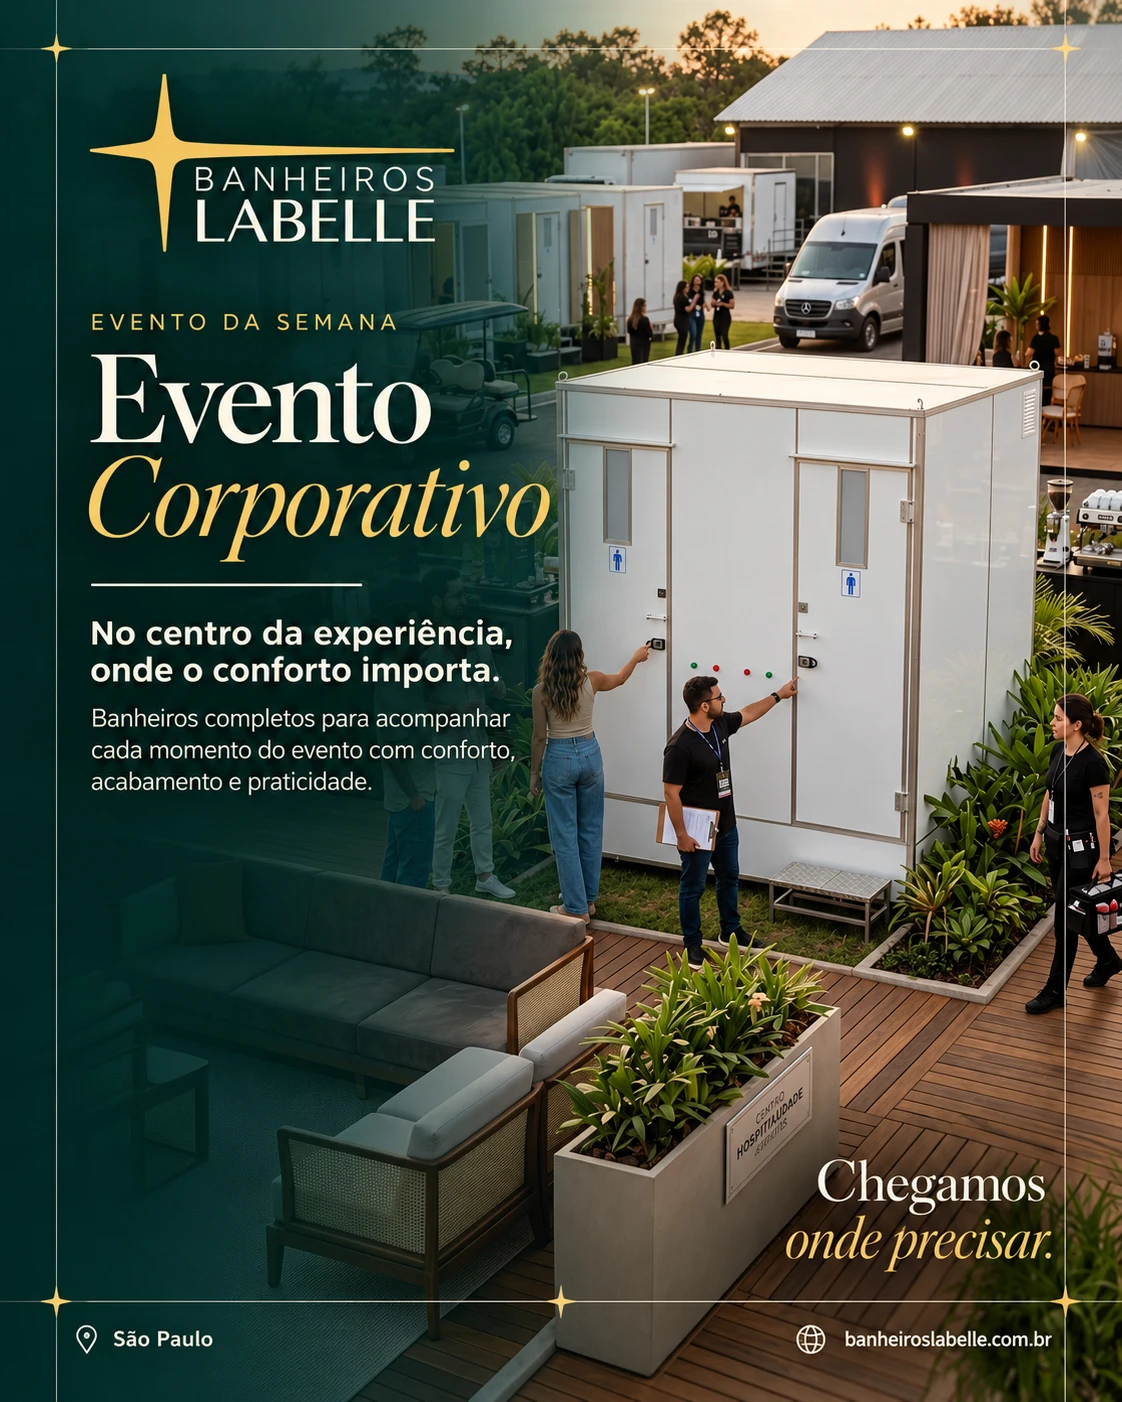 BANHEIROS
LABELLE
EVENTO DA SEMANA
Evento
Corporativo
No centro da experiência,
onde o conforto importa.
Banheiros completos para acompanhar
cada momento do evento com conforto,
acabamento e praticidade.
CENTRO
Chegamos
onde precisar.
São Paulo
banheiroslabelle.com.br